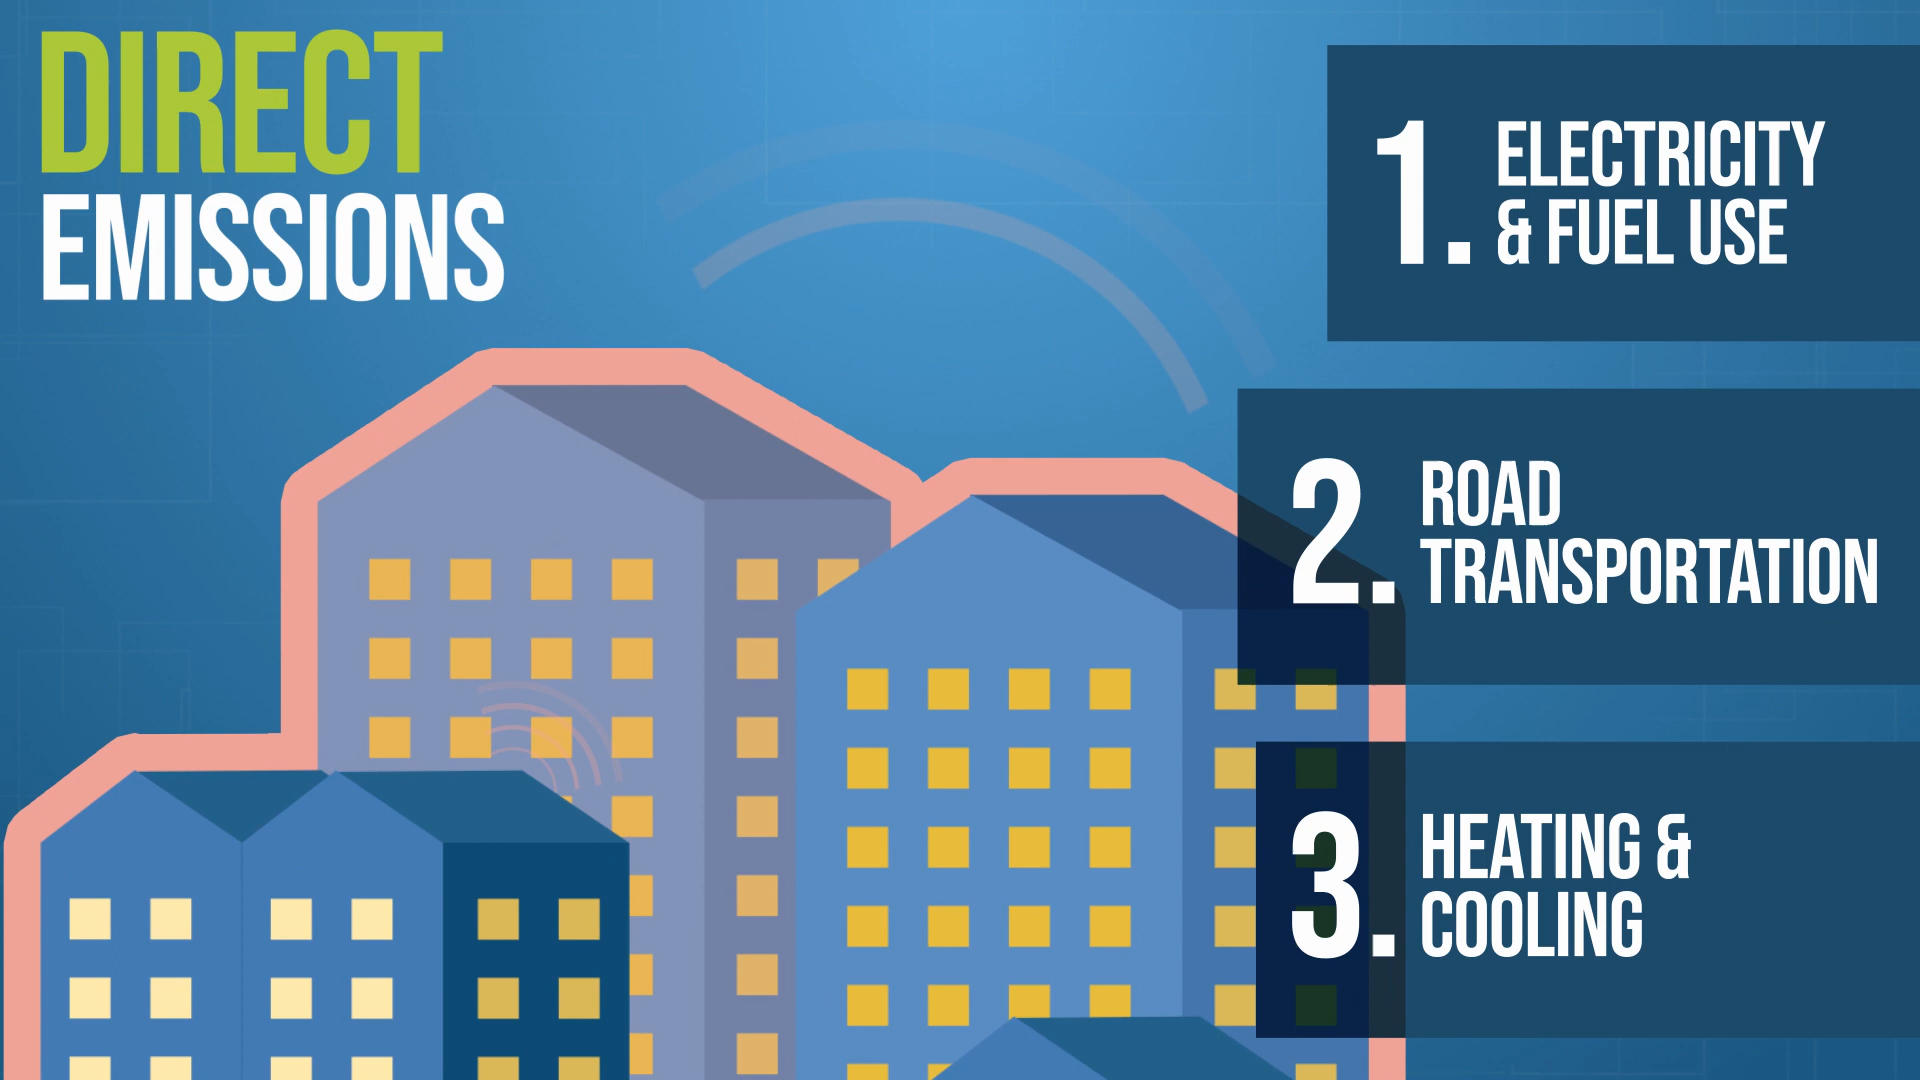 DIRECT
EMISSIONS
1. ELECTRICITY
& FUEL USE
2. ROAD
TRANSPORTATION
3. HEATING &
COOLING